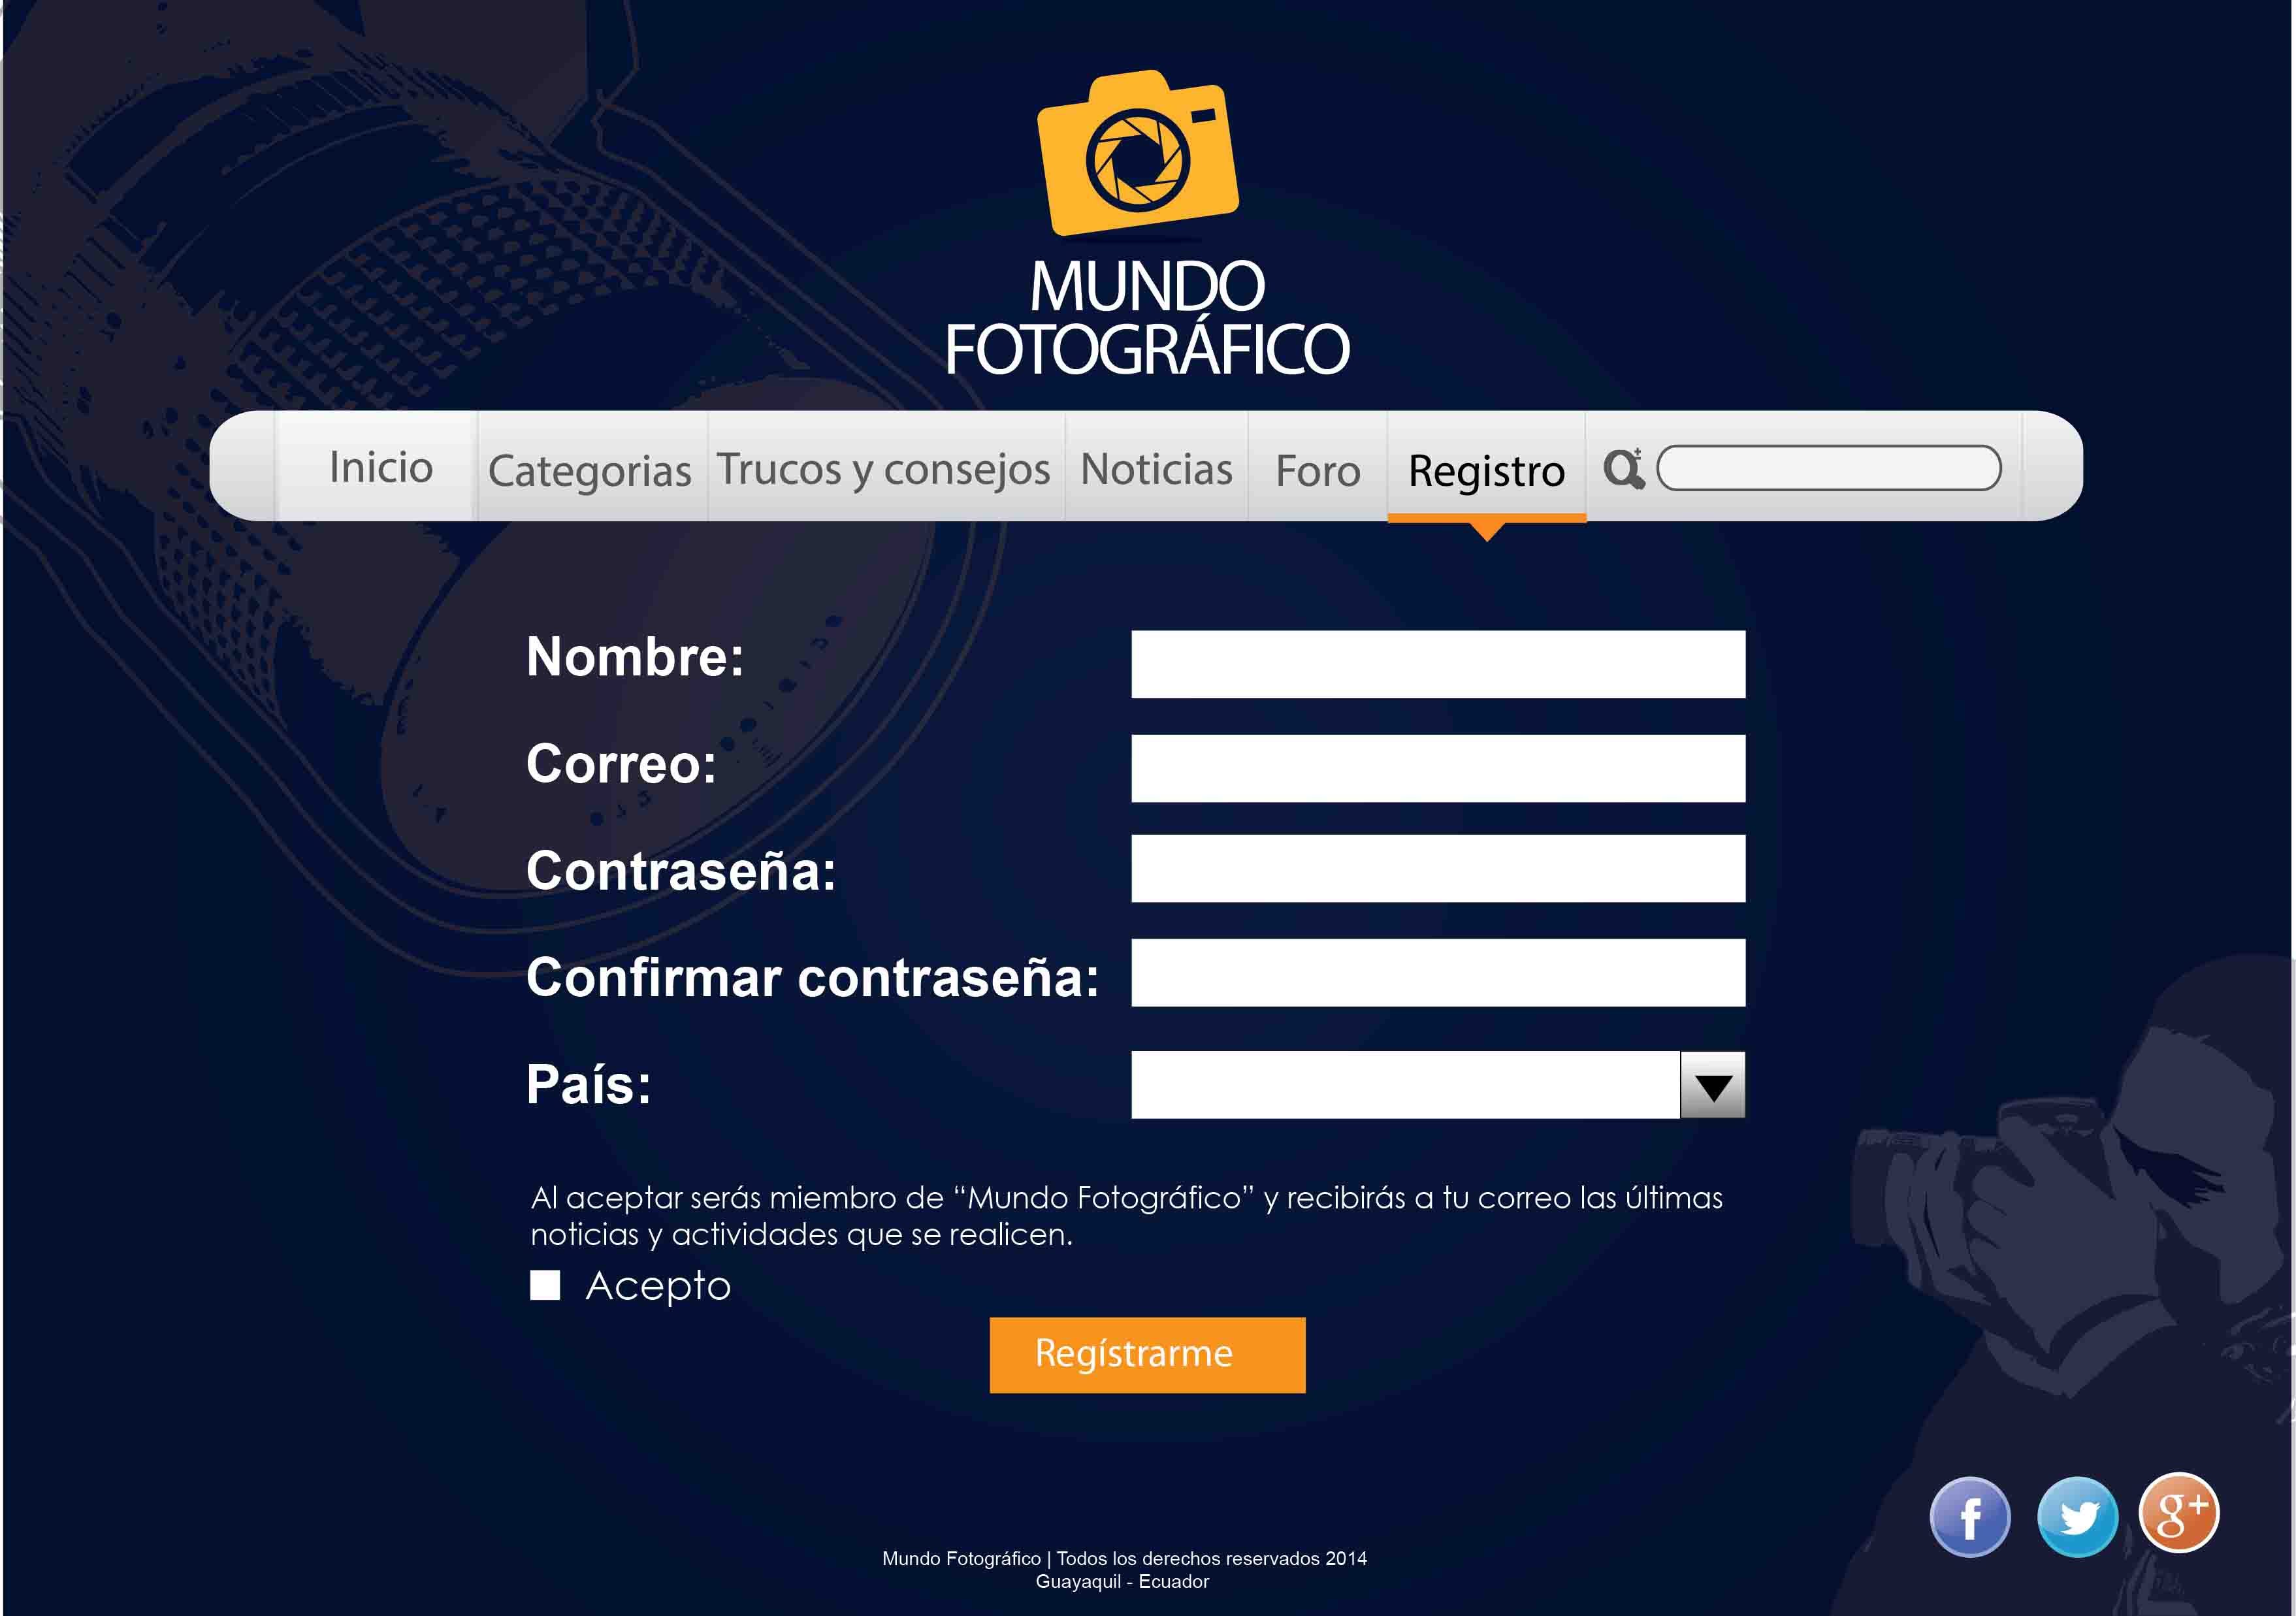 MUNDO
FOTOGRÁFICO
Inicio Categorias Trucos y consejos Noticias Foro Registro
Nombre:
Correo:
Contraseña:
Confirmar contraseña:
País:
Al aceptar serás miembro de “Mundo Fotográfico” y recibirás a tu correo las últimas
noticias y actividades que se realicen.
Acepto
Regístrarme
f g+
Mundo Fotográfico | Todos los derechos reservados 2014
Guayaquil - Ecuador